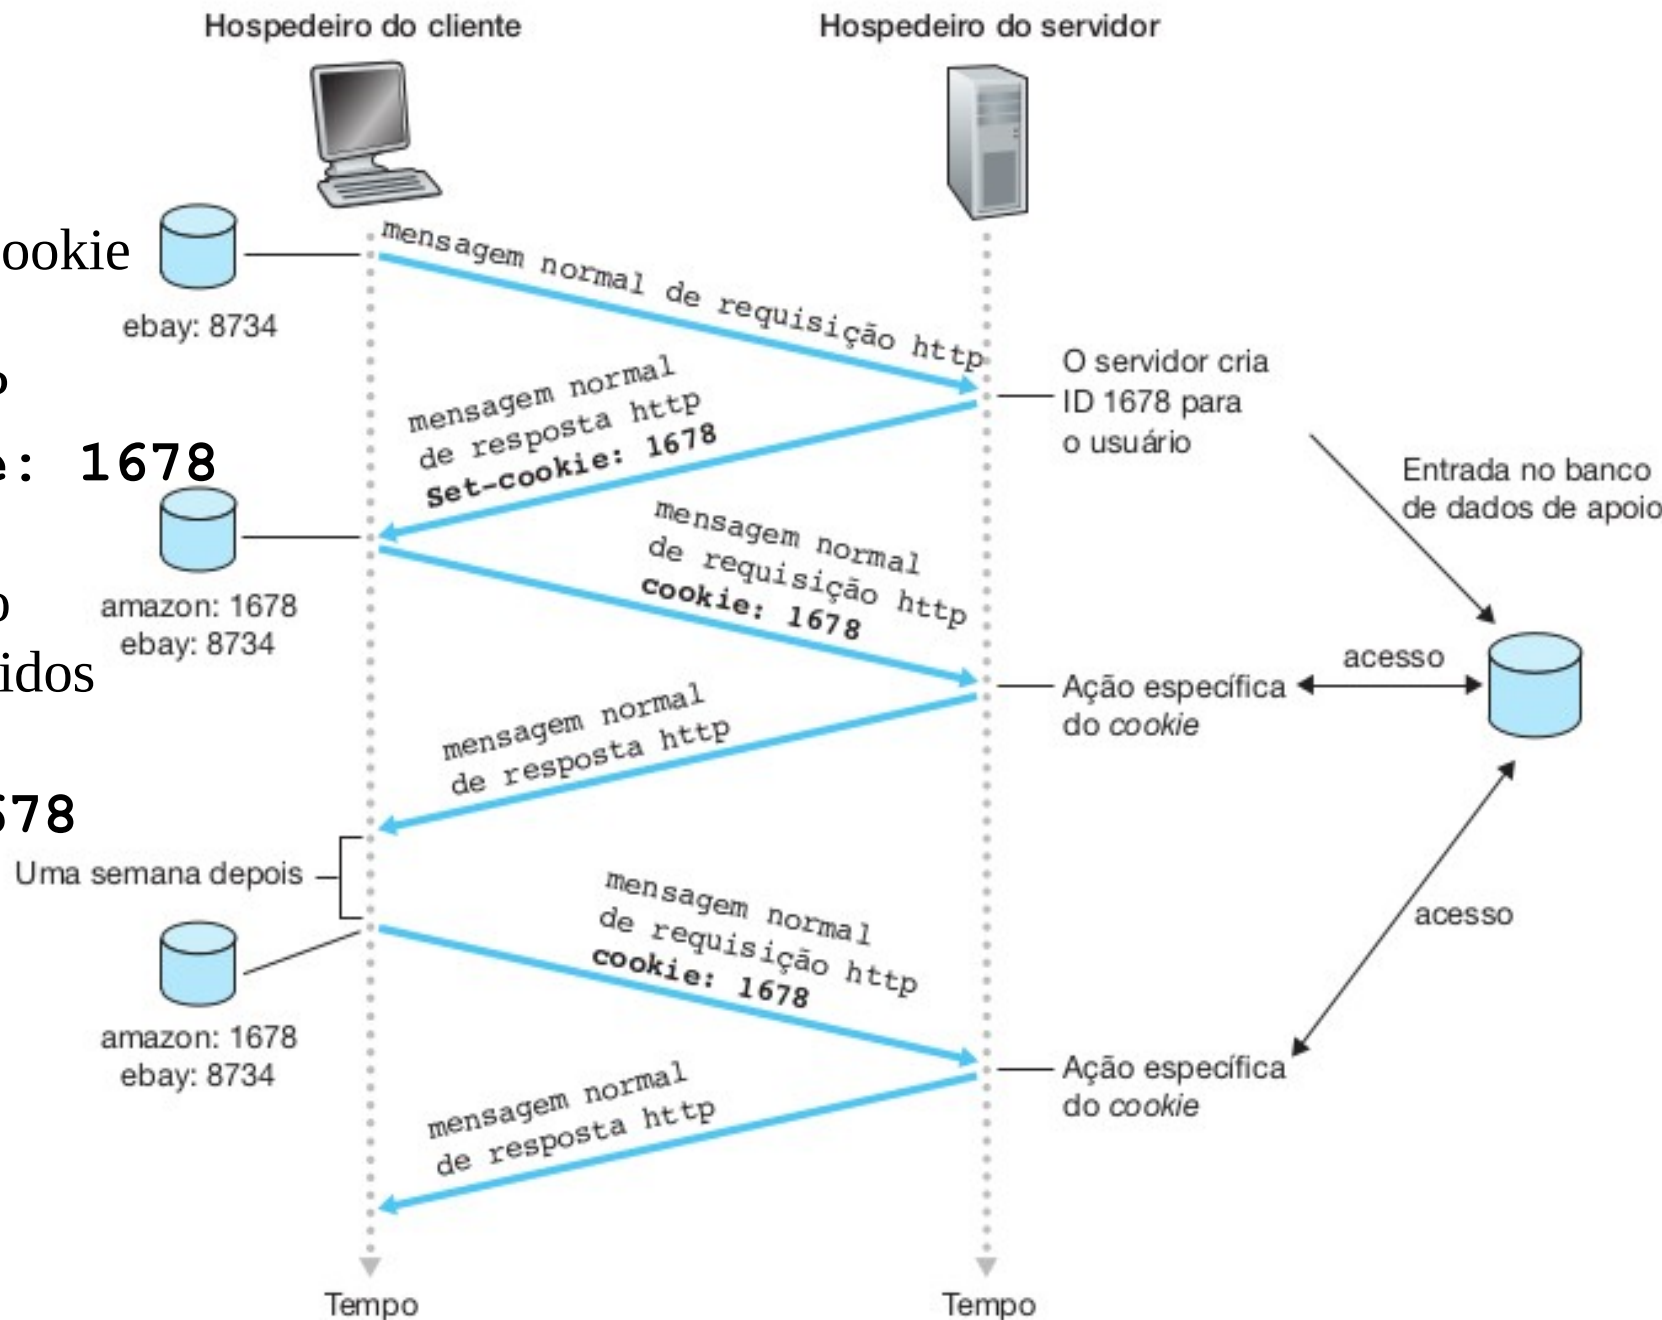 Hospedeiro do cliente
Hospedeiro do servidor
ookie
ebay: 8734
mensagem normal de requisição http
O servidor cria
ID 1678 para
o usuário
mensagem normal
de resposta http
Set-cookie: 1678
: 1678
Entrada no banco
de dados de apoio
amazon: 1678
ebay: 8734
idos
mensagem normal
de requisição http
cookie: 1678
Ação específica
do cookie
acesso
mensagem normal
de resposta http
678
Uma semana depois
amazon: 1678
ebay: 8734
mensagem normal
de requisição http
cookie: 1678
acesso
Ação específica
do cookie
mensagem normal
de resposta http
Tempo
Tempo